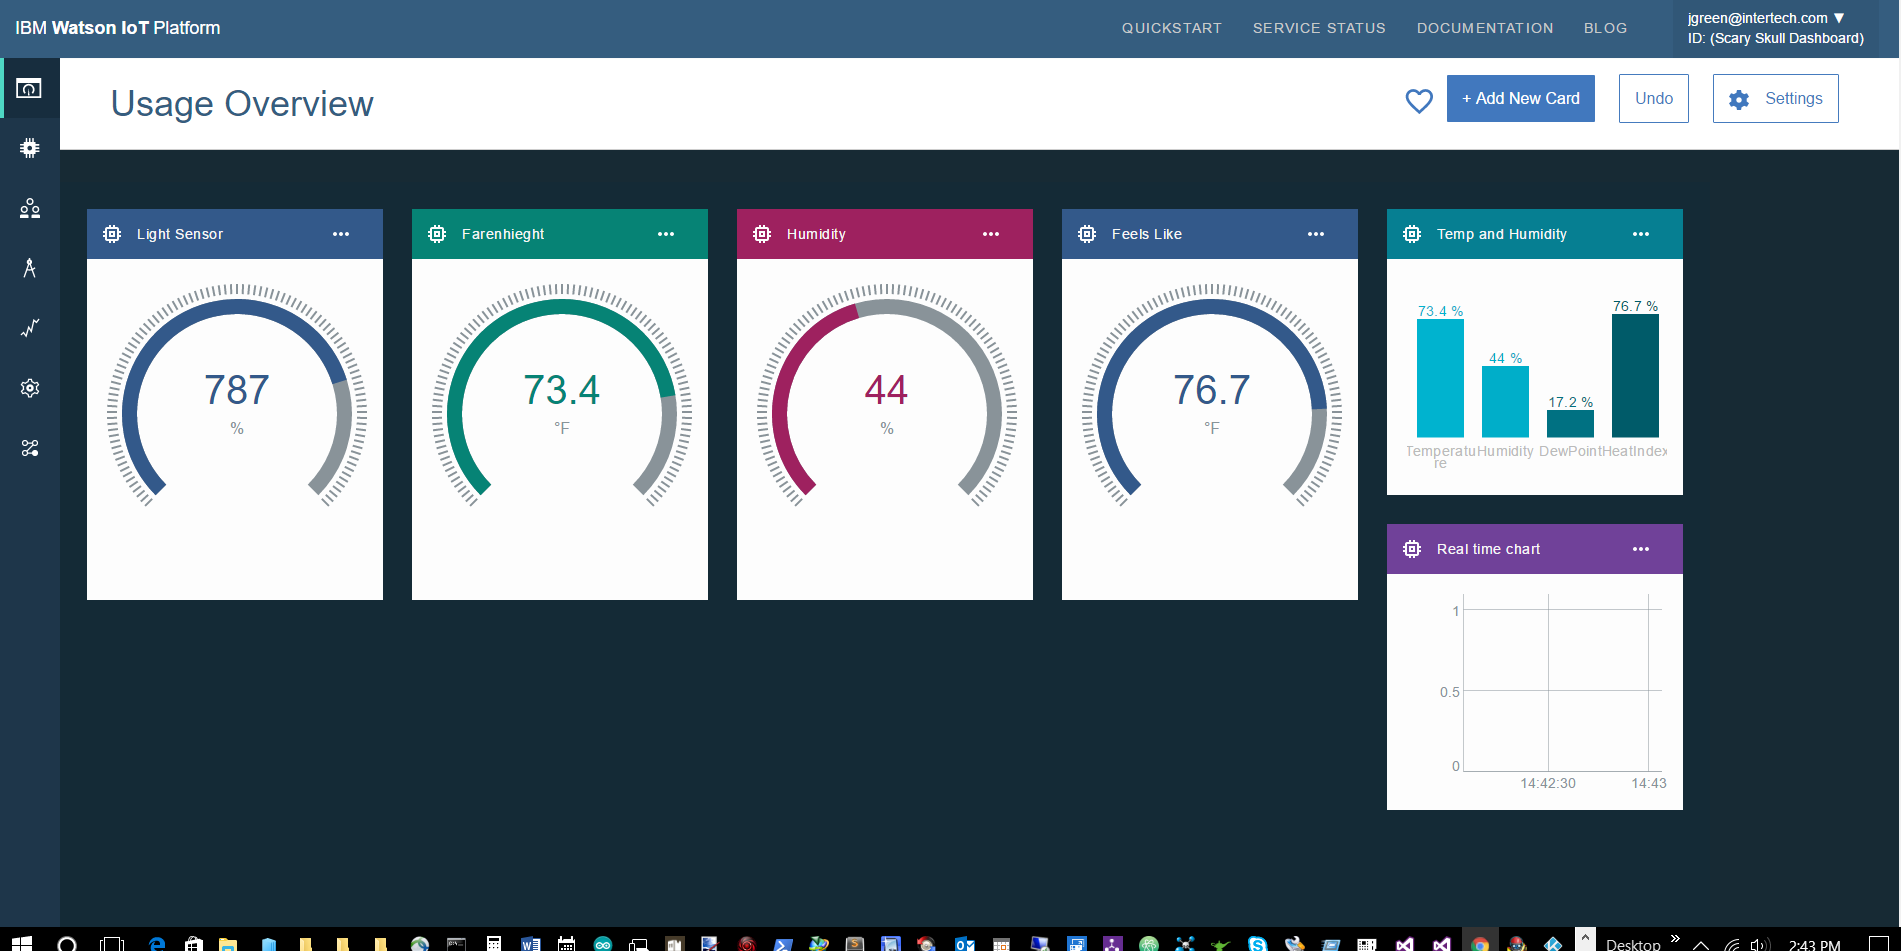 IBM Watson IoT Platform
QUICKSTART SERVICE STATUS DOCUMENTATION BLOG
jgreen@intertech.com ▼
ID: (Scary Skull Dashboard)
Usage Overview
+ Add New Card
Undo
Settings
Light Sensor
787
%
Farenhieght
73.4
°F
Humidity
44
%
Feels Like
76.7
°F
Temp and Humidity
76.7 %
73.4 %
44 %
17.2 %
Temperatu Humidity DewPoint HeatIndex
re
Real time chart
1
0.5
0
14:42:30 14:43
Desktop
2:43 PM